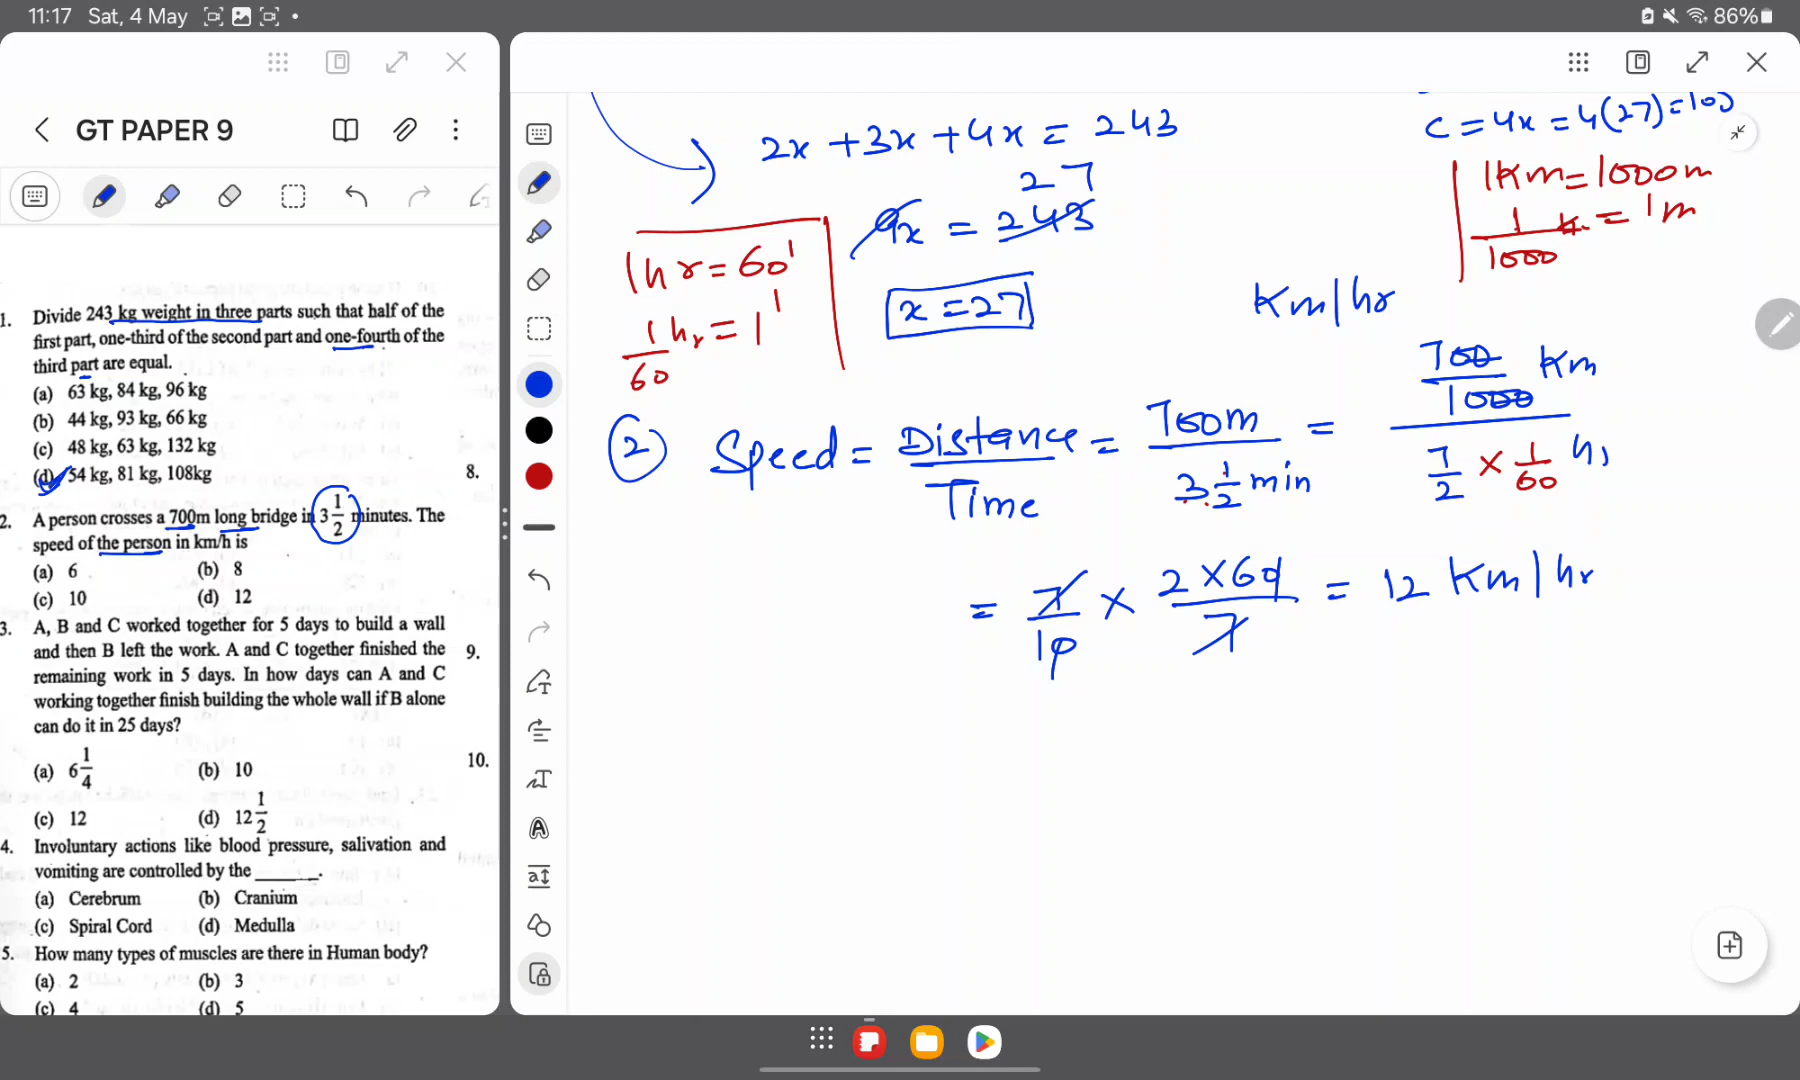 11:17 Sat, 4 May
86%
GT PAPER 9
1. Divide 243 kg weight in three parts such that half of the
first part, one-third of the second part and one-fourth of the
third part are equal.
(a) 63 kg, 84 kg, 96 kg
(b) 44 kg, 93 kg, 66 kg
(c) 48 kg, 63 kg, 132 kg
(d) 54 kg, 81 kg, 108kg
8.
2. A person crosses a 700m long bridge in 3 1/2 minutes. The
speed of the person in km/h is
(a) 6 (b) 8
(c) 10 (d) 12
3. A, B and C worked together for 5 days to build a wall
and then B left the work. A and C together finished the
9.
remaining work in 5 days. In how days can A and C
working together finish building the whole wall if B alone
can do it in 25 days?
(a) 6 1/4 (b) 10
10.
(c) 12 (d) 12 1/2
4. Involuntary actions like blood pressure, salivation and
vomiting are controlled by the ______.
(a) Cerebrum (b) Cranium
(c) Spiral Cord (d) Medulla
5. How many types of muscles are there in Human body?
(a) 2 (b) 3
(c) 4 (d) 5
2x + 3x + 4x = 243
27
9x = 243
x = 27
c = 4x = 4(27) = 108
1Km = 1000m
1/1000 k = 1m
1hr = 60'
1/60 hr = 1'
Km/hr
2 Speed = Distance/Time = 700m / 3 1/2 min = 700/1000 Km / 7/2 × 1/60 hr
= 7/10 × 2 × 60/7 = 12 Km/hr